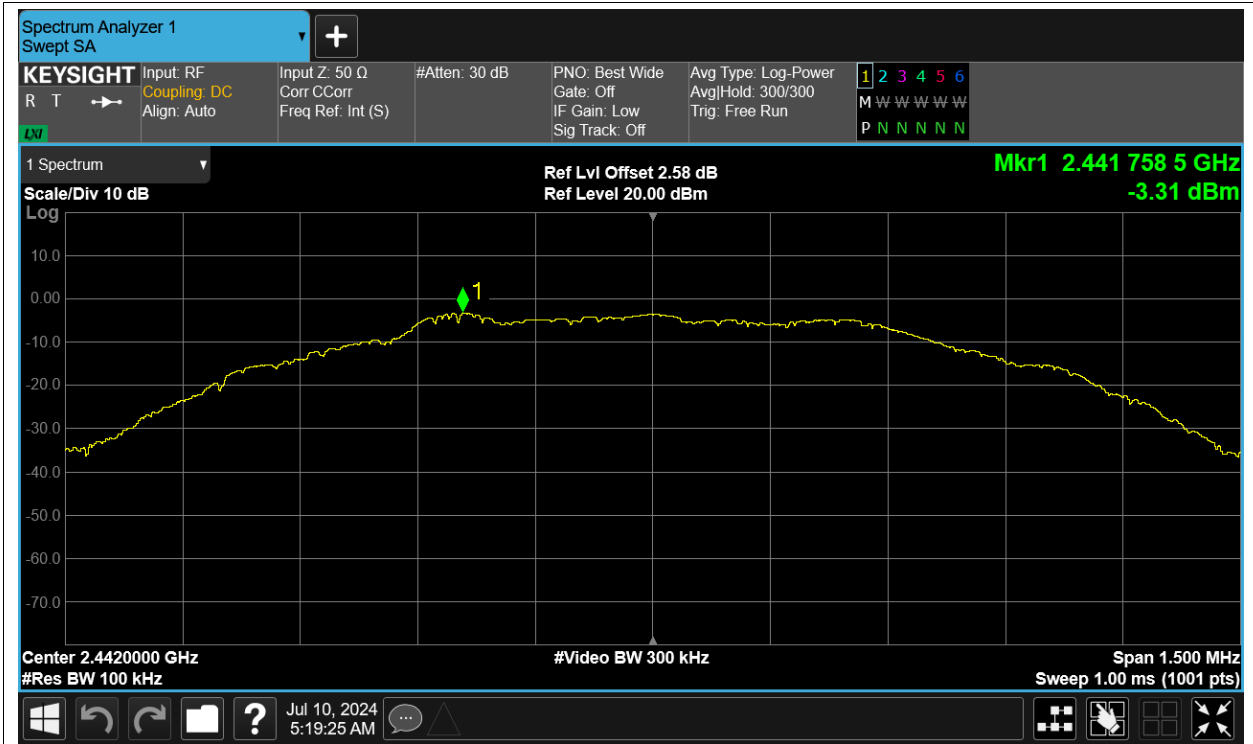 Spectrum Analyzer 1
Swept SA
KEYSIGHT
R T
LXI
Input: RF
Coupling: DC
Align: Auto
Input Z: 50 Ω
Corr CCorr
Freq Ref: Int (S)
#Atten: 30 dB
PNO: Best Wide
Gate: Off
IF Gain: Low
Sig Track: Off
Avg Type: Log-Power
Avg|Hold: 300/300
Trig: Free Run
1 2 3 4 5 6
M W W W W W
P N N N N N
1 Spectrum
Scale/Div 10 dB
Log
Ref Lvl Offset 2.58 dB
Ref Level 20.00 dBm
Mkr1 2.441 758 5 GHz
-3.31 dBm
10.0
0.00
-10.0
-20.0
-30.0
-40.0
-50.0
-60.0
-70.0
1
Center 2.4420000 GHz
#Res BW 100 kHz
#Video BW 300 kHz
Span 1.500 MHz
Sweep 1.00 ms (1001 pts)
?
Jul 10, 2024
5:19:25 AM